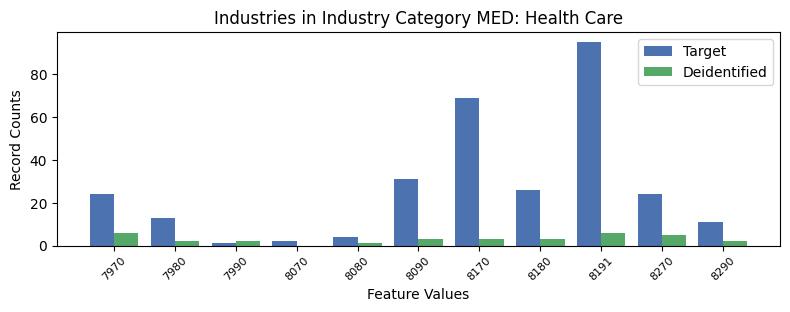 Industries in Industry Category MED: Health Care
Target
Deidentified
Record Counts
80
60
40
20
0
7970 7980 7990 8070 8080 8090 8170 8180 8191 8270 8290
Feature Values